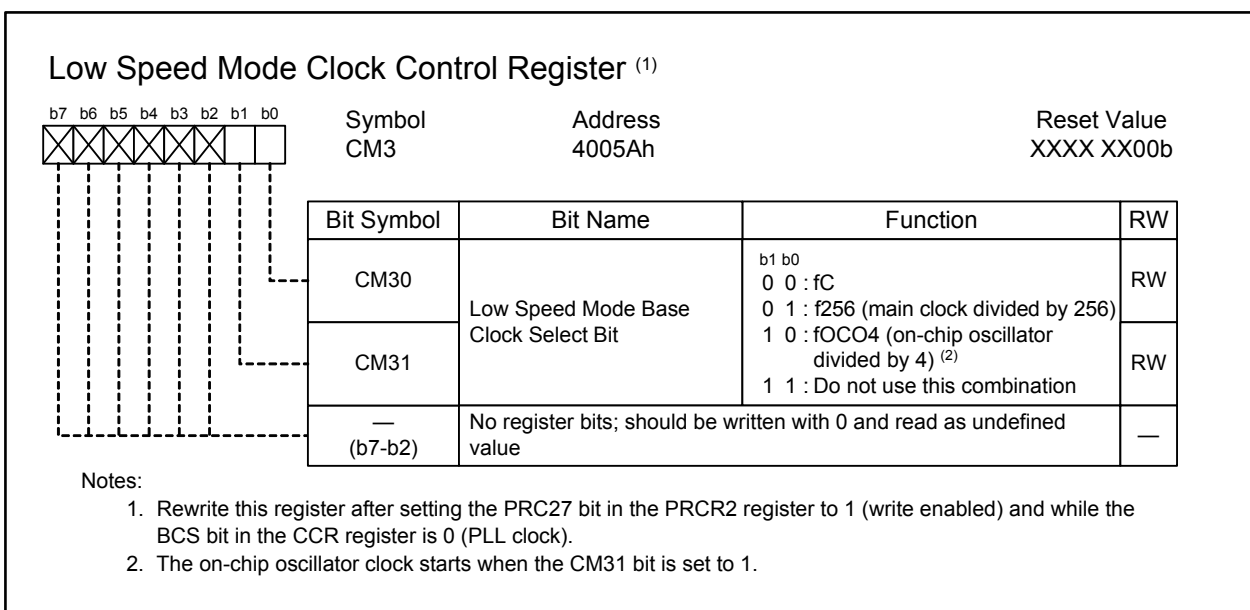 Low Speed Mode Clock Control Register (1)
b7 b6 b5 b4 b3 b2 b1 b0
Symbol Address Reset Value
CM3 4005Ah XXXX XX00b
Bit Symbol Bit Name Function RW
CM30
CM31
Low Speed Mode Base
Clock Select Bit
b1 b0
0 0 : fC
0 1 : f256 (main clock divided by 256)
1 0 : fOCO4 (on-chip oscillator
divided by 4) (2)
1 1 : Do not use this combination
RW
RW
—
(b7-b2)
No register bits; should be written with 0 and read as undefined
value
—
Notes:
1. Rewrite this register after setting the PRC27 bit in the PRCR2 register to 1 (write enabled) and while the
BCS bit in the CCR register is 0 (PLL clock).
2. The on-chip oscillator clock starts when the CM31 bit is set to 1.